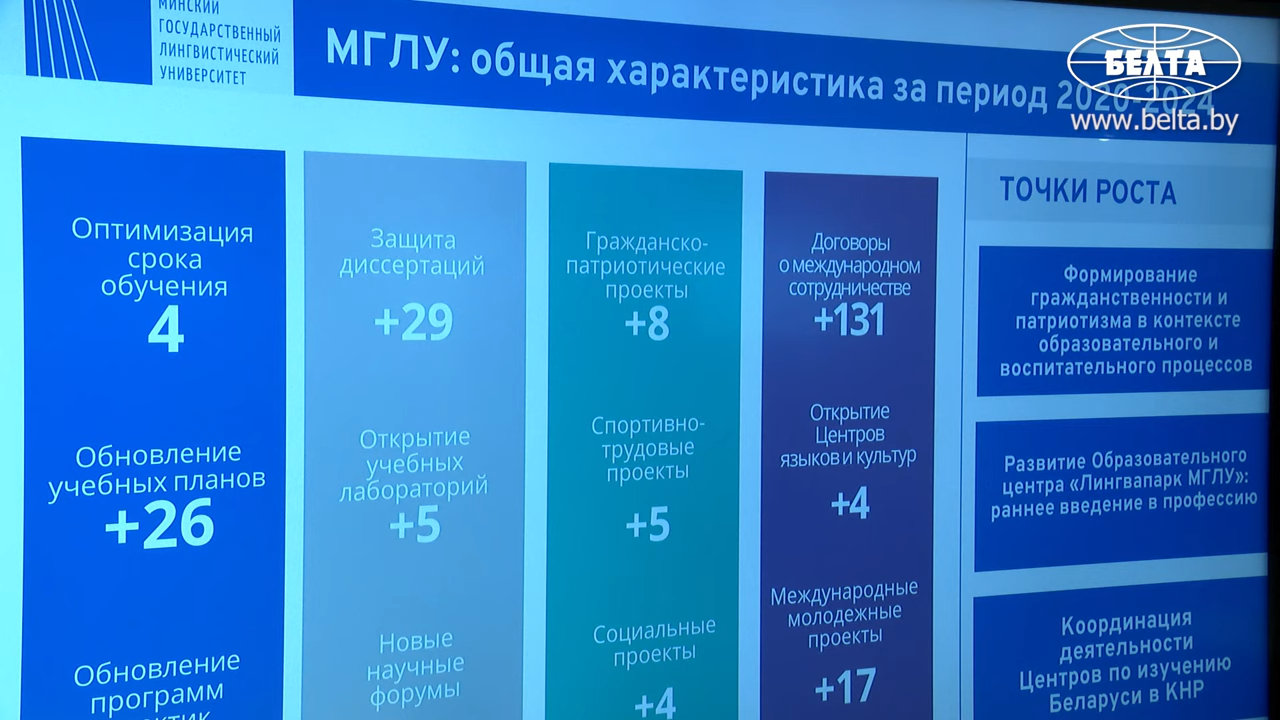 МИНСКИЙ
ГОСУДАРСТВЕННЫЙ
ЛИНГВИСТИЧЕСКИЙ
УНИВЕРСИТЕТ
МГЛУ: общая характеристика за период 2020-2024
БЕЛТА
www.belta.by
Оптимизация
срока
обучения
4
Обновление
учебных планов
+26
Обновление
программ
Защита
диссертаций
+29
Открытие
учебных
лабораторий
+5
Новые
научные
форумы
Гражданско-
патриотические
проекты
+8
Спортивно-
трудовые
проекты
+5
Социальные
проекты
+4
Договоры
о международном
сотрудничестве
+131
Открытие
Центров
языков и культур
+4
Международные
молодежные
проекты
+17
ТОЧКИ РОСТА
Формирование
гражданственности и
патриотизма в контексте
образовательного и
воспитательного процессов
Развитие Образовательного
центра «Лингвапарк МГЛУ»:
раннее введение в профессию
Координация
деятельности
Центров по изучению
Беларуси в КНР